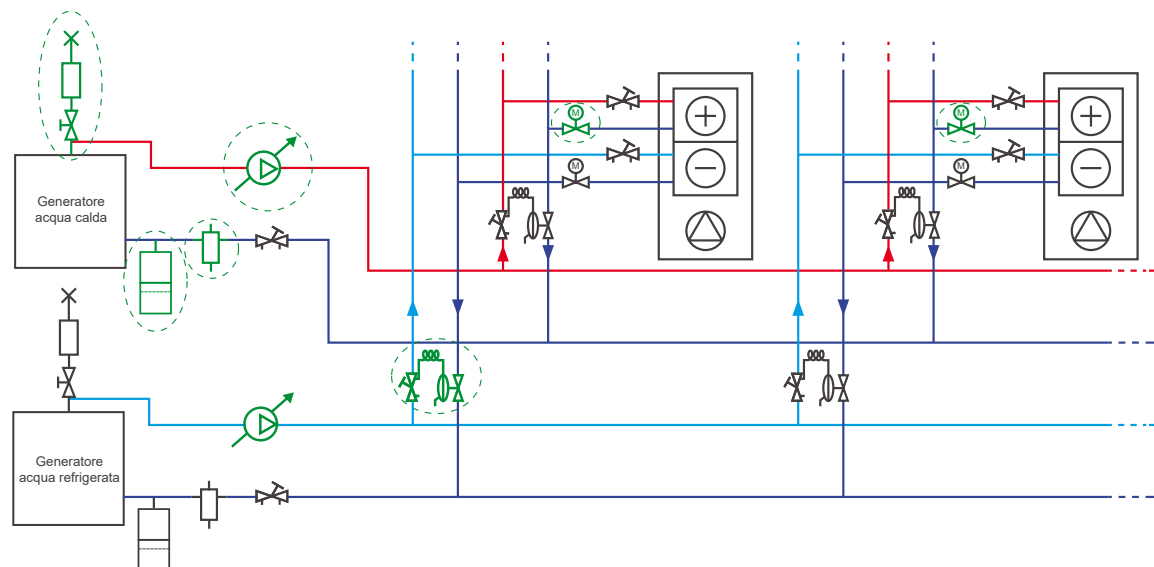 M
M
M
M
Generatore
acqua calda
Generatore
acqua refrigerata